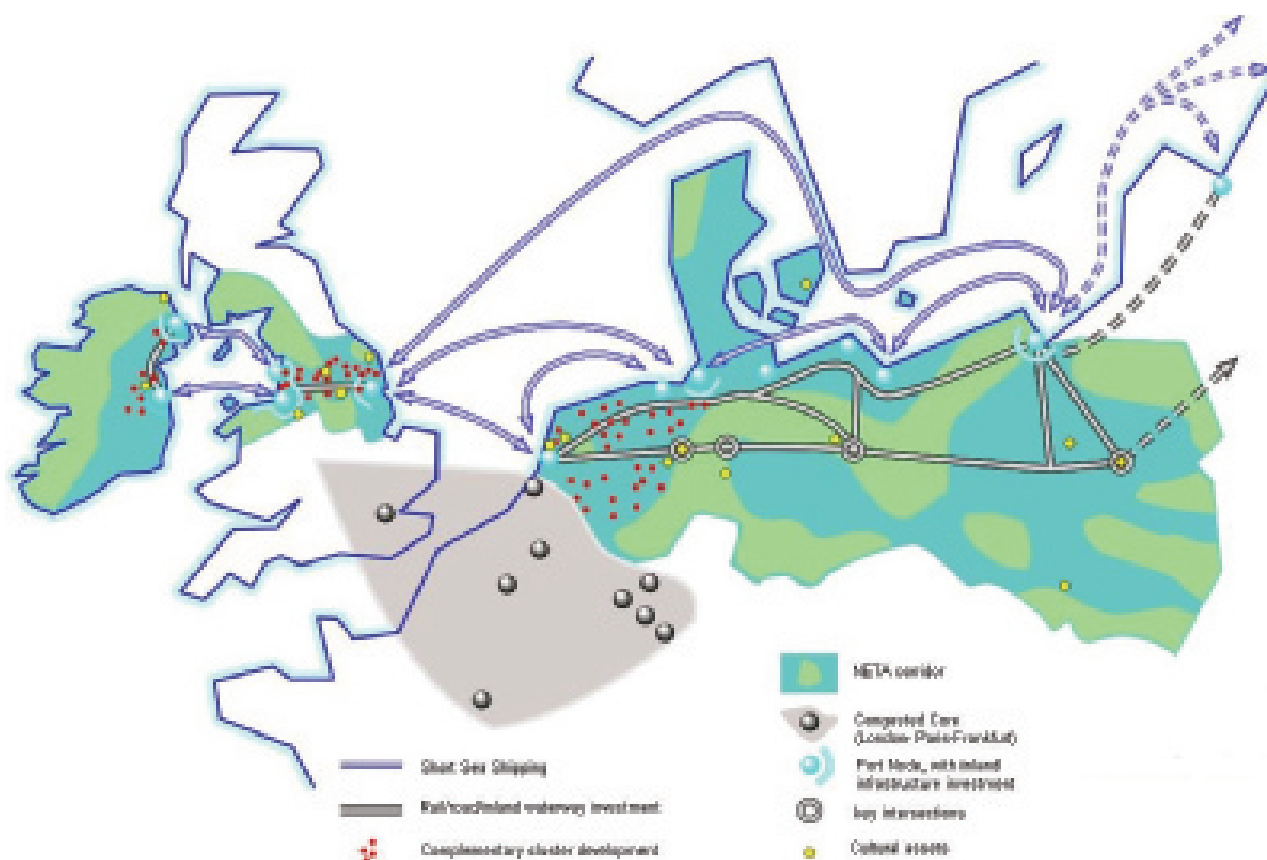 NETA corridor
Congested Core
(London-Paris-Frankfurt)
Port Node, with inland
infrastructure investment
key intersections
Cultural assets
Short Sea Shipping
Rail/road/inland waterway investment
Complementary cluster development